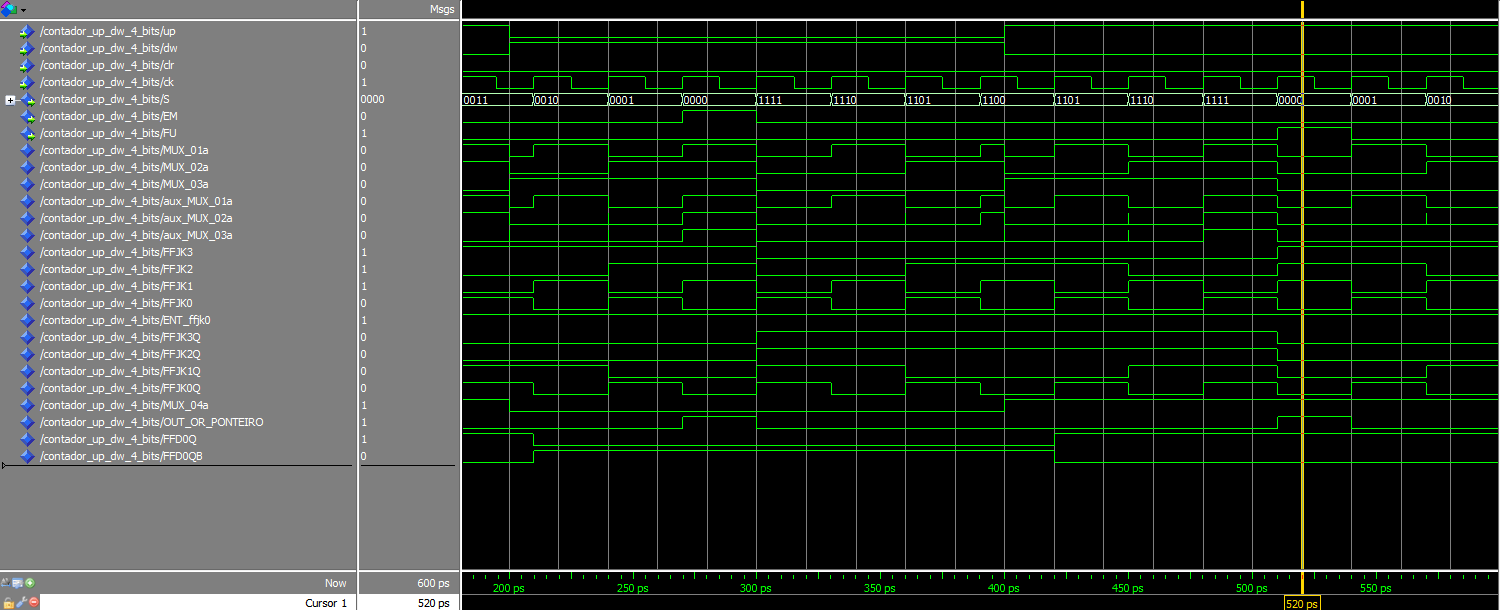 Msgs
/contador_up_dw_4_bits/up 1
/contador_up_dw_4_bits/dw 0
/contador_up_dw_4_bits/clr 0
/contador_up_dw_4_bits/ck 1
/contador_up_dw_4_bits/S 0000 0011 0010 0001 0000 1111 1110 1101 1100 1101 1110 1111 0000 0001 0010
/contador_up_dw_4_bits/EM 0
/contador_up_dw_4_bits/FU 1
/contador_up_dw_4_bits/MUX_01a 0
/contador_up_dw_4_bits/MUX_02a 0
/contador_up_dw_4_bits/MUX_03a 0
/contador_up_dw_4_bits/aux_MUX_01a 0
/contador_up_dw_4_bits/aux_MUX_02a 0
/contador_up_dw_4_bits/aux_MUX_03a 0
/contador_up_dw_4_bits/FFJK3 1
/contador_up_dw_4_bits/FFJK2 1
/contador_up_dw_4_bits/FFJK1 1
/contador_up_dw_4_bits/FFJK0 0
/contador_up_dw_4_bits/ENT_ffjk0 1
/contador_up_dw_4_bits/FFJK3Q 0
/contador_up_dw_4_bits/FFJK2Q 0
/contador_up_dw_4_bits/FFJK1Q 0
/contador_up_dw_4_bits/FFJK0Q 0
/contador_up_dw_4_bits/MUX_04a 1
/contador_up_dw_4_bits/OUT_OR_PONTEIRO 1
/contador_up_dw_4_bits/FFD0Q 1
/contador_up_dw_4_bits/FFD0QB 0
Now 600 ps 200 ps 250 ps 300 ps 350 ps 400 ps 450 ps 500 ps 550 ps
Cursor 1 520 ps 520 ps